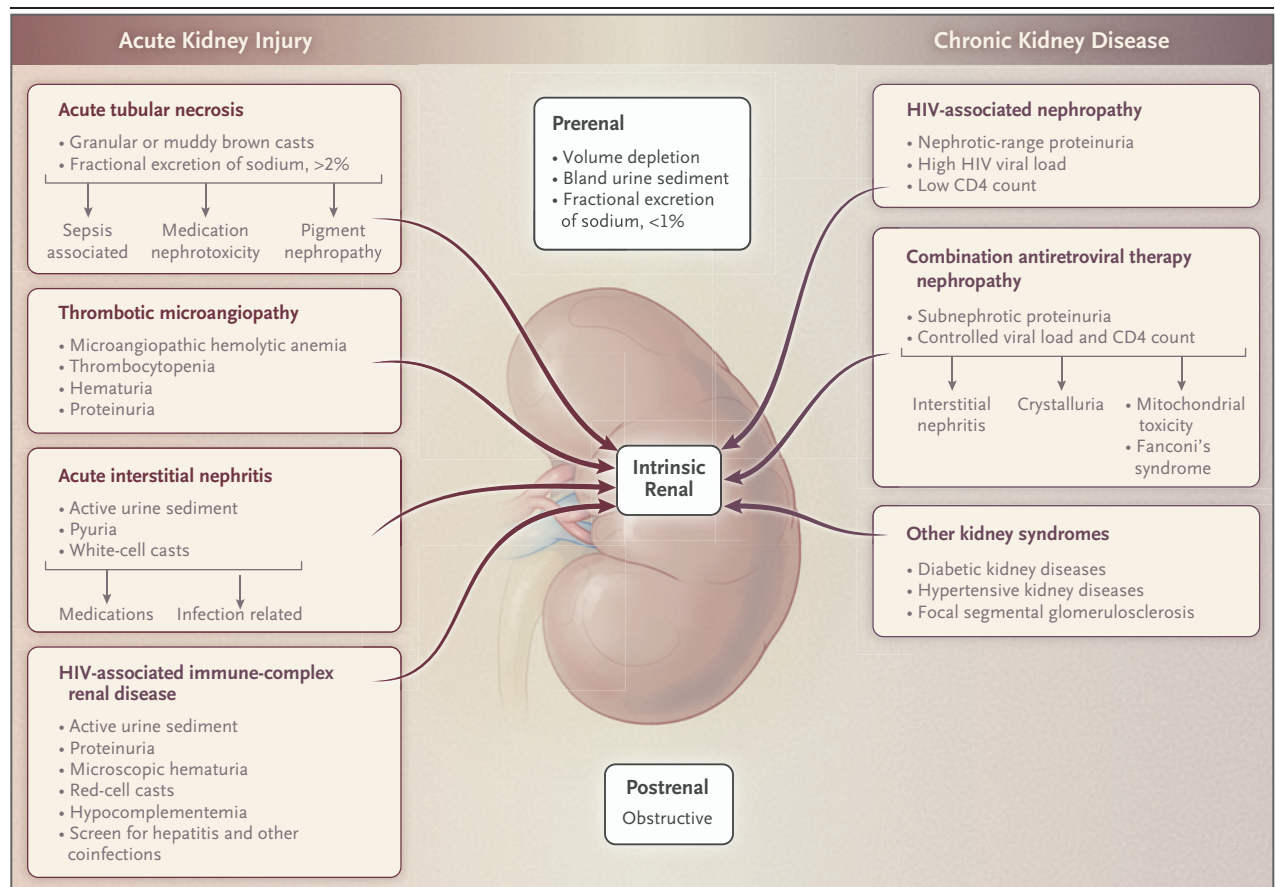 Acute Kidney Injury
Chronic Kidney Disease
Acute tubular necrosis
• Granular or muddy brown casts
• Fractional excretion of sodium, >2%
Sepsis
associated
Medication
nephrotoxicity
Pigment
nephropathy
Thrombotic microangiopathy
• Microangiopathic hemolytic anemia
• Thrombocytopenia
• Hematuria
• Proteinuria
Acute interstitial nephritis
• Active urine sediment
• Pyuria
• White-cell casts
Medications
Infection related
HIV-associated immune-complex
renal disease
• Active urine sediment
• Proteinuria
• Microscopic hematuria
• Red-cell casts
• Hypocomplementemia
• Screen for hepatitis and other
coinfections
Prerenal
• Volume depletion
• Bland urine sediment
• Fractional excretion
of sodium, <1%
Intrinsic
Renal
Postrenal
Obstructive
HIV-associated nephropathy
• Nephrotic-range proteinuria
• High HIV viral load
• Low CD4 count
Combination antiretroviral therapy
nephropathy
• Subnephrotic proteinuria
• Controlled viral load and CD4 count
Interstitial
nephritis
Crystalluria
• Mitochondrial
toxicity
• Fanconi's
syndrome
Other kidney syndromes
• Diabetic kidney diseases
• Hypertensive kidney diseases
• Focal segmental glomerulosclerosis